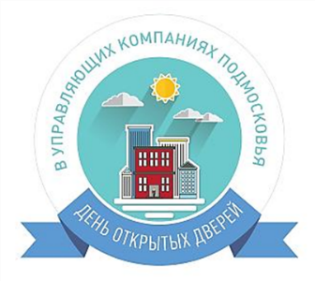 В УПРАВЛЯЮЩИХ КОМПАНИЯХ ПОДМОСКОВЬЯ
ДЕНЬ ОТКРЫТЫХ ДВЕРЕЙ